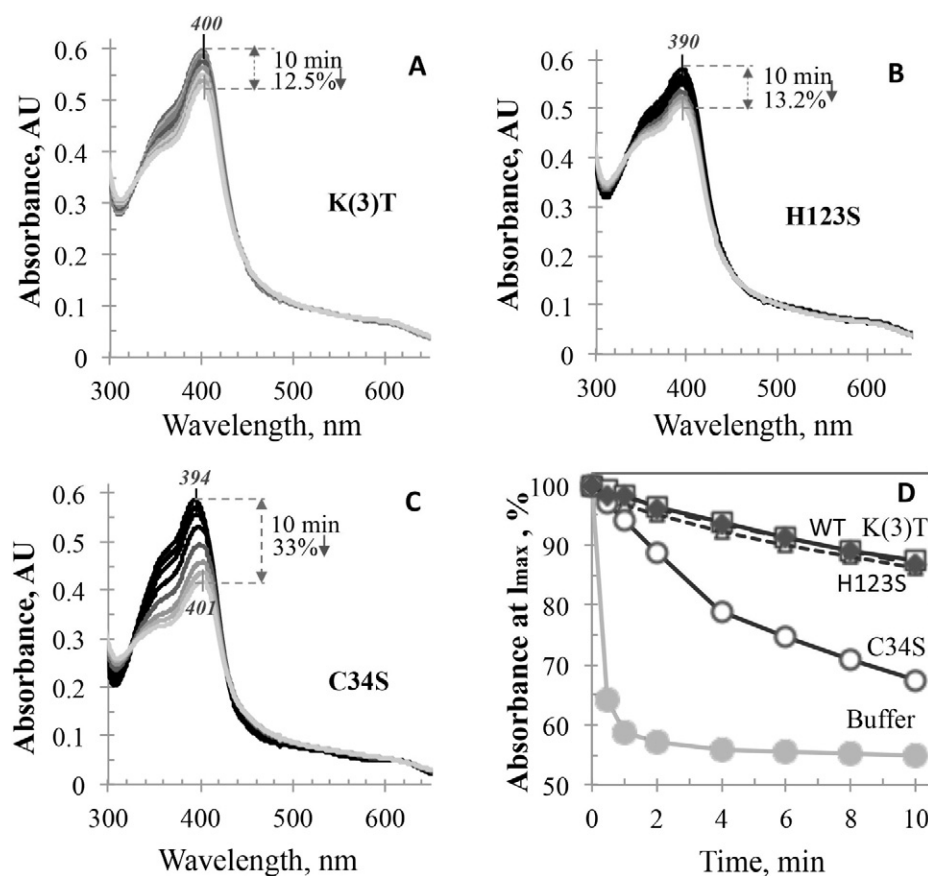 400
A
10 min
12.5%
K(3)T
0.6
0.5
0.4
0.3
0.2
0.1
0
300 400 500 600
Absorbance, AU
Wavelength, nm
390
B
10 min
13.2%
H123S
0.6
0.5
0.4
0.3
0.2
0.1
0
300 400 500 600
Absorbance, AU
Wavelength, nm
394
C
10 min
33%
401
C34S
0.6
0.5
0.4
0.3
0.2
0.1
0
300 400 500 600
Absorbance, AU
Wavelength, nm
D
WT K(3)T
H123S
C34S
Buffer
100
90
80
70
60
50
0 2 4 6 8 10
Absorbance at lmax , %
Time, min